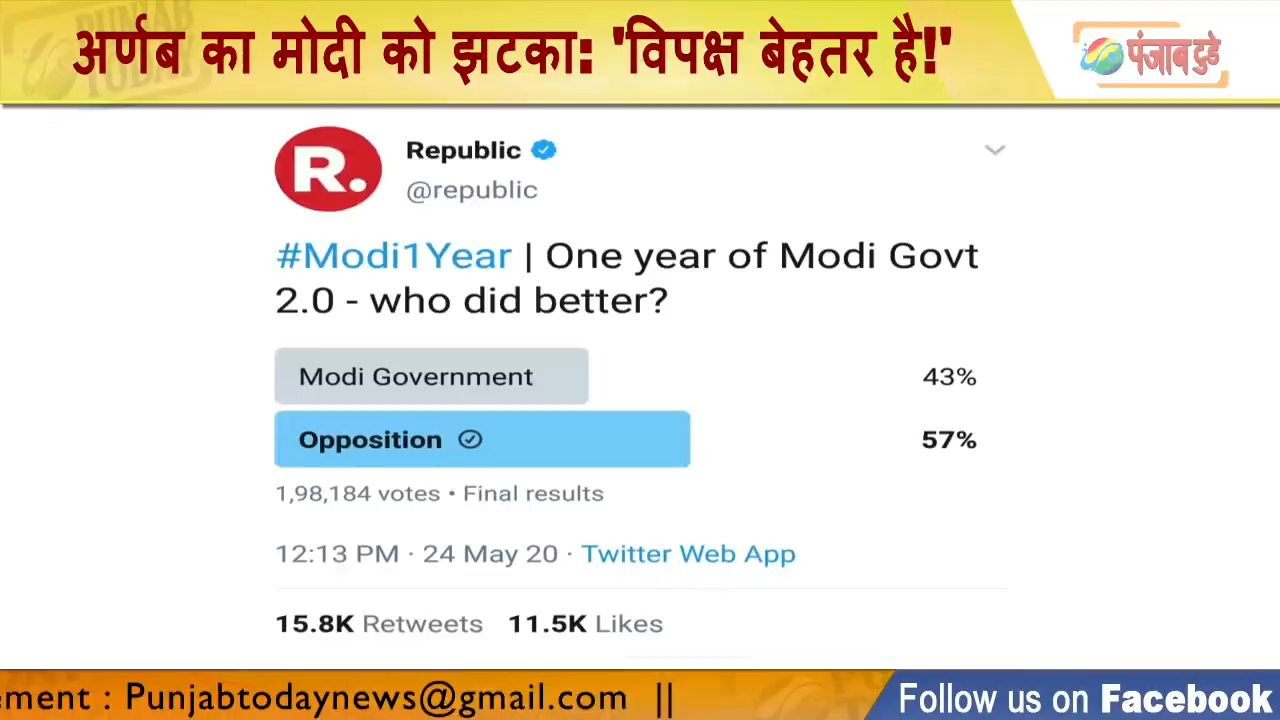 अर्णब का मोदी को झटका: 'विपक्ष बेहतर है!'
पंजाब टुडे
R.
Republic
@republic
#Modi1Year | One year of Modi Govt
2.0 - who did better?
Modi Government 43%
Opposition 57%
1,98,184 votes • Final results
12:13 PM · 24 May 20 · Twitter Web App
15.8K Retweets 11.5K Likes
ement : Punjabtodaynews@gmail.com ||
Follow us on Facebook